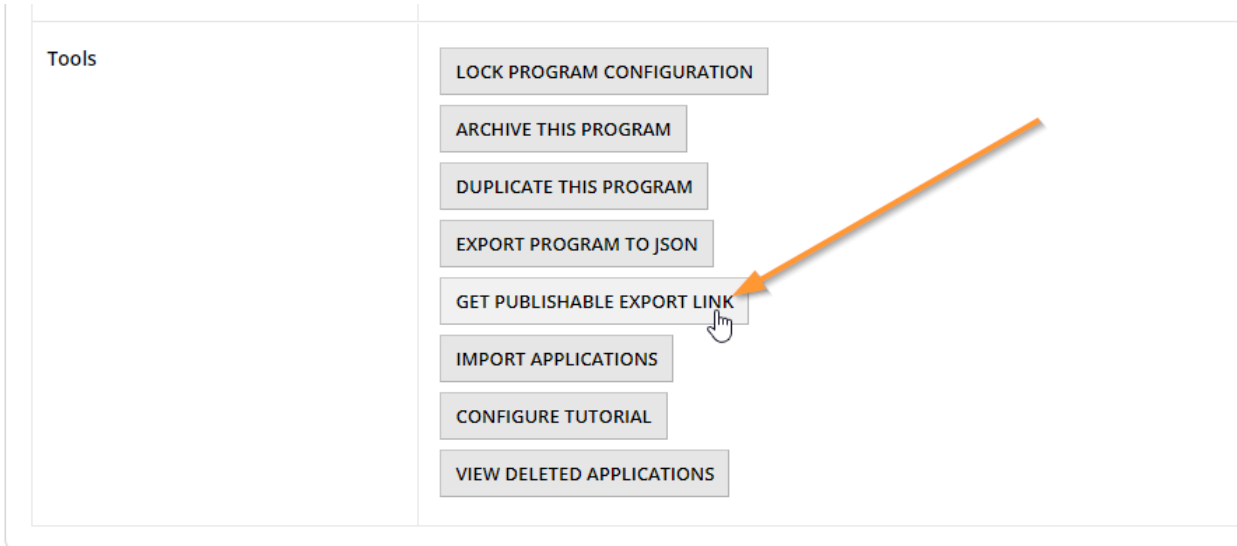 Tools
LOCK PROGRAM CONFIGURATION
ARCHIVE THIS PROGRAM
DUPLICATE THIS PROGRAM
EXPORT PROGRAM TO JSON
GET PUBLISHABLE EXPORT LINK
IMPORT APPLICATIONS
CONFIGURE TUTORIAL
VIEW DELETED APPLICATIONS